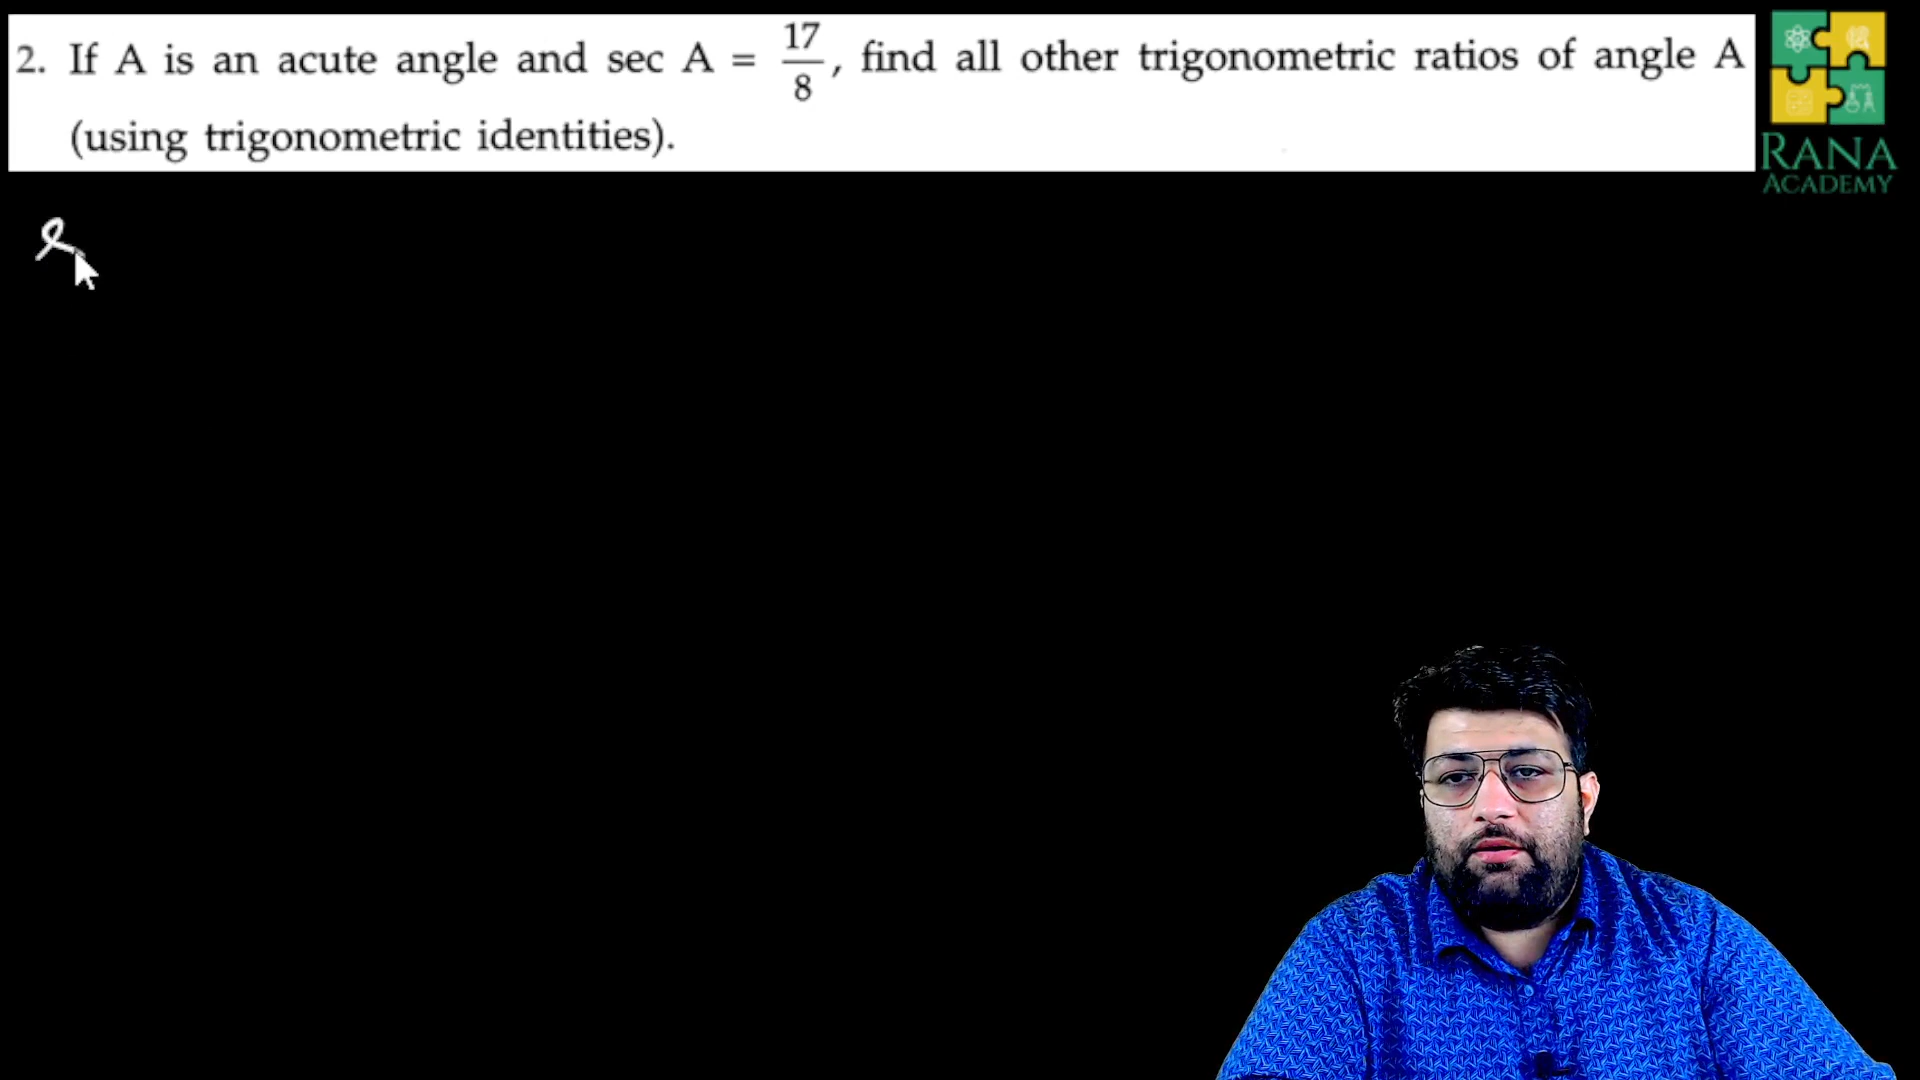 2. If A is an acute angle and sec A = 17/8, find all other trigonometric ratios of angle A
(using trigonometric identities).
RANA
ACADEMY